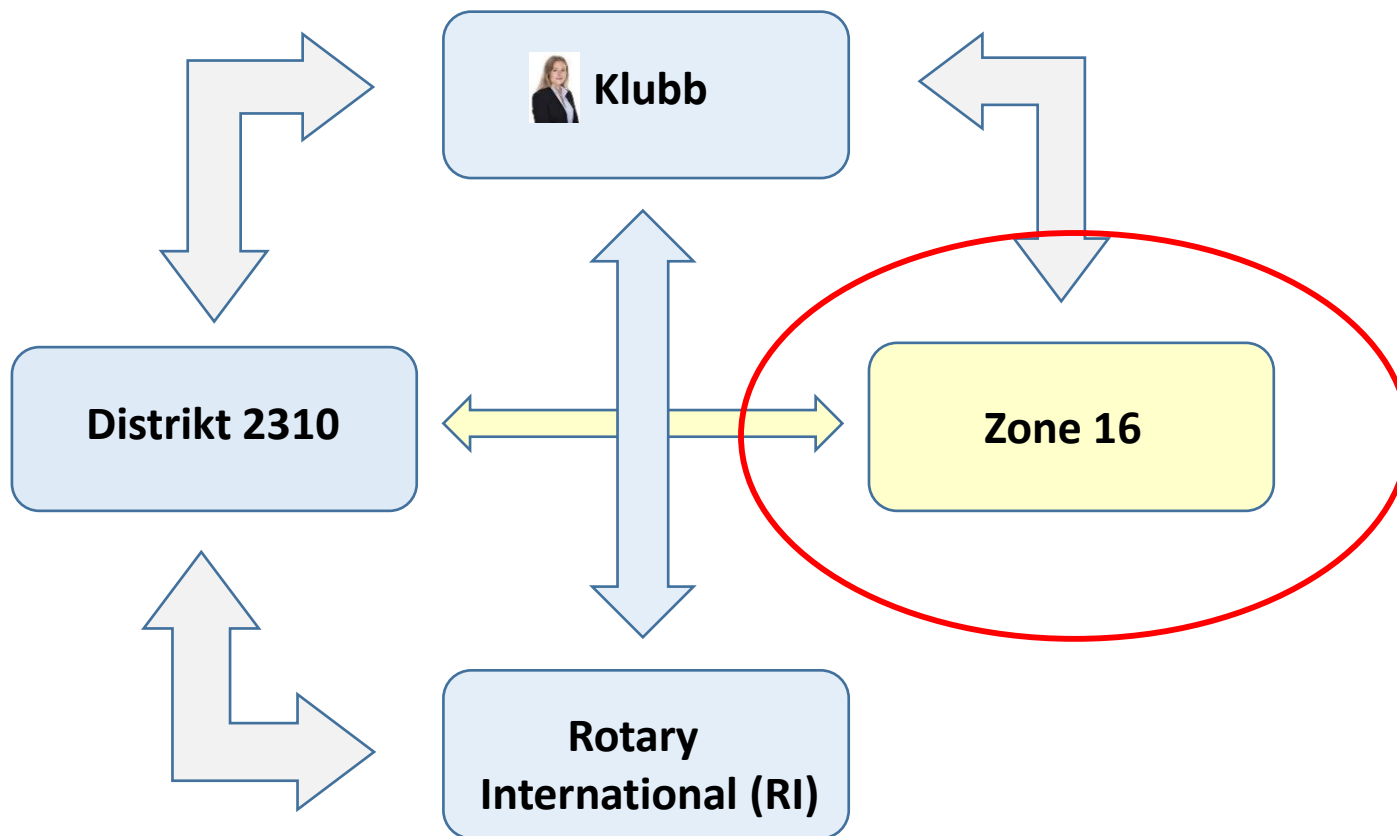 Klubb
Distrikt 2310
Zone 16
Rotary
International (RI)